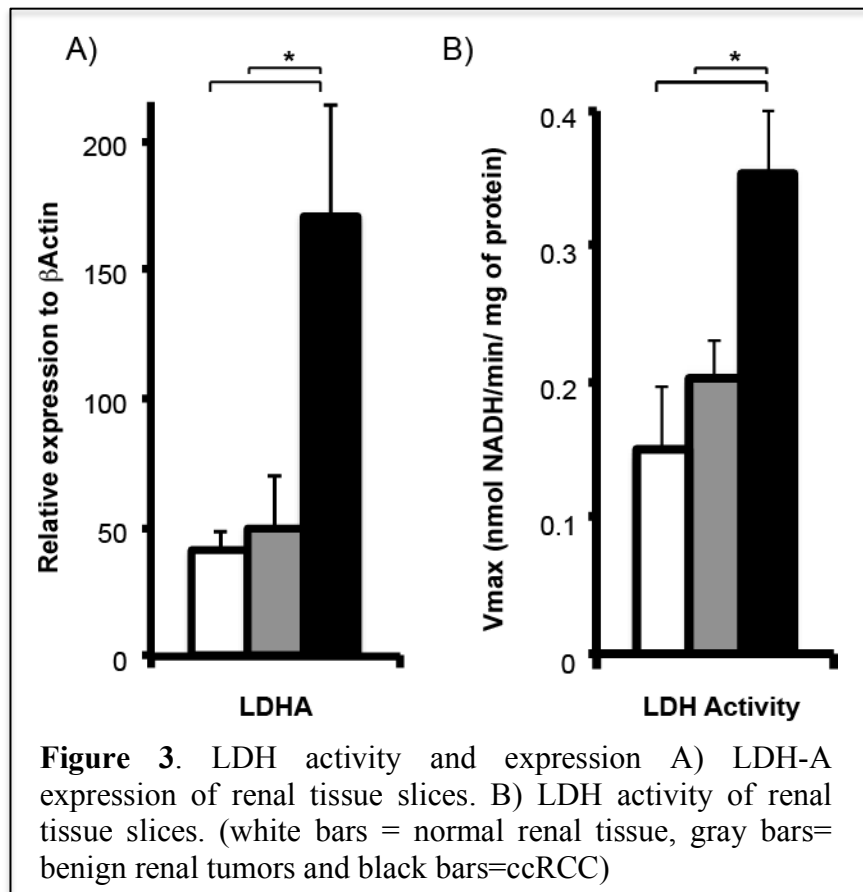 A)
*
Relative expression to βActin
200
150
100
50
0
LDHA
B)
*
Vmax (nmol NADH/min/ mg of protein)
0.4
0.3
0.2
0.1
0
LDH Activity
Figure 3. LDH activity and expression A) LDH-A
expression of renal tissue slices. B) LDH activity of renal
tissue slices. (white bars = normal renal tissue, gray bars=
benign renal tumors and black bars=ccRCC)